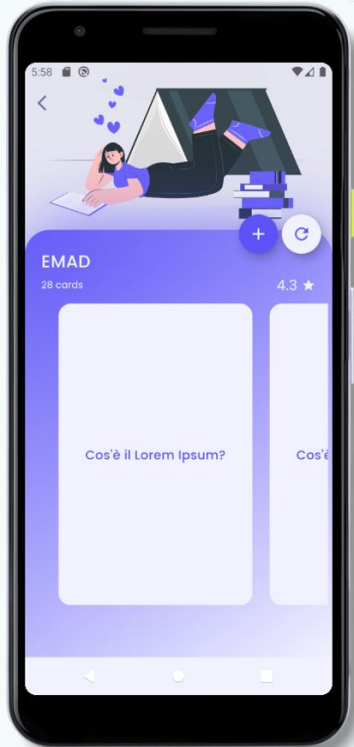 5:58
EMAD
28 cards
4.3 ★
Cos'è il Lorem Ipsum?
Cos'è